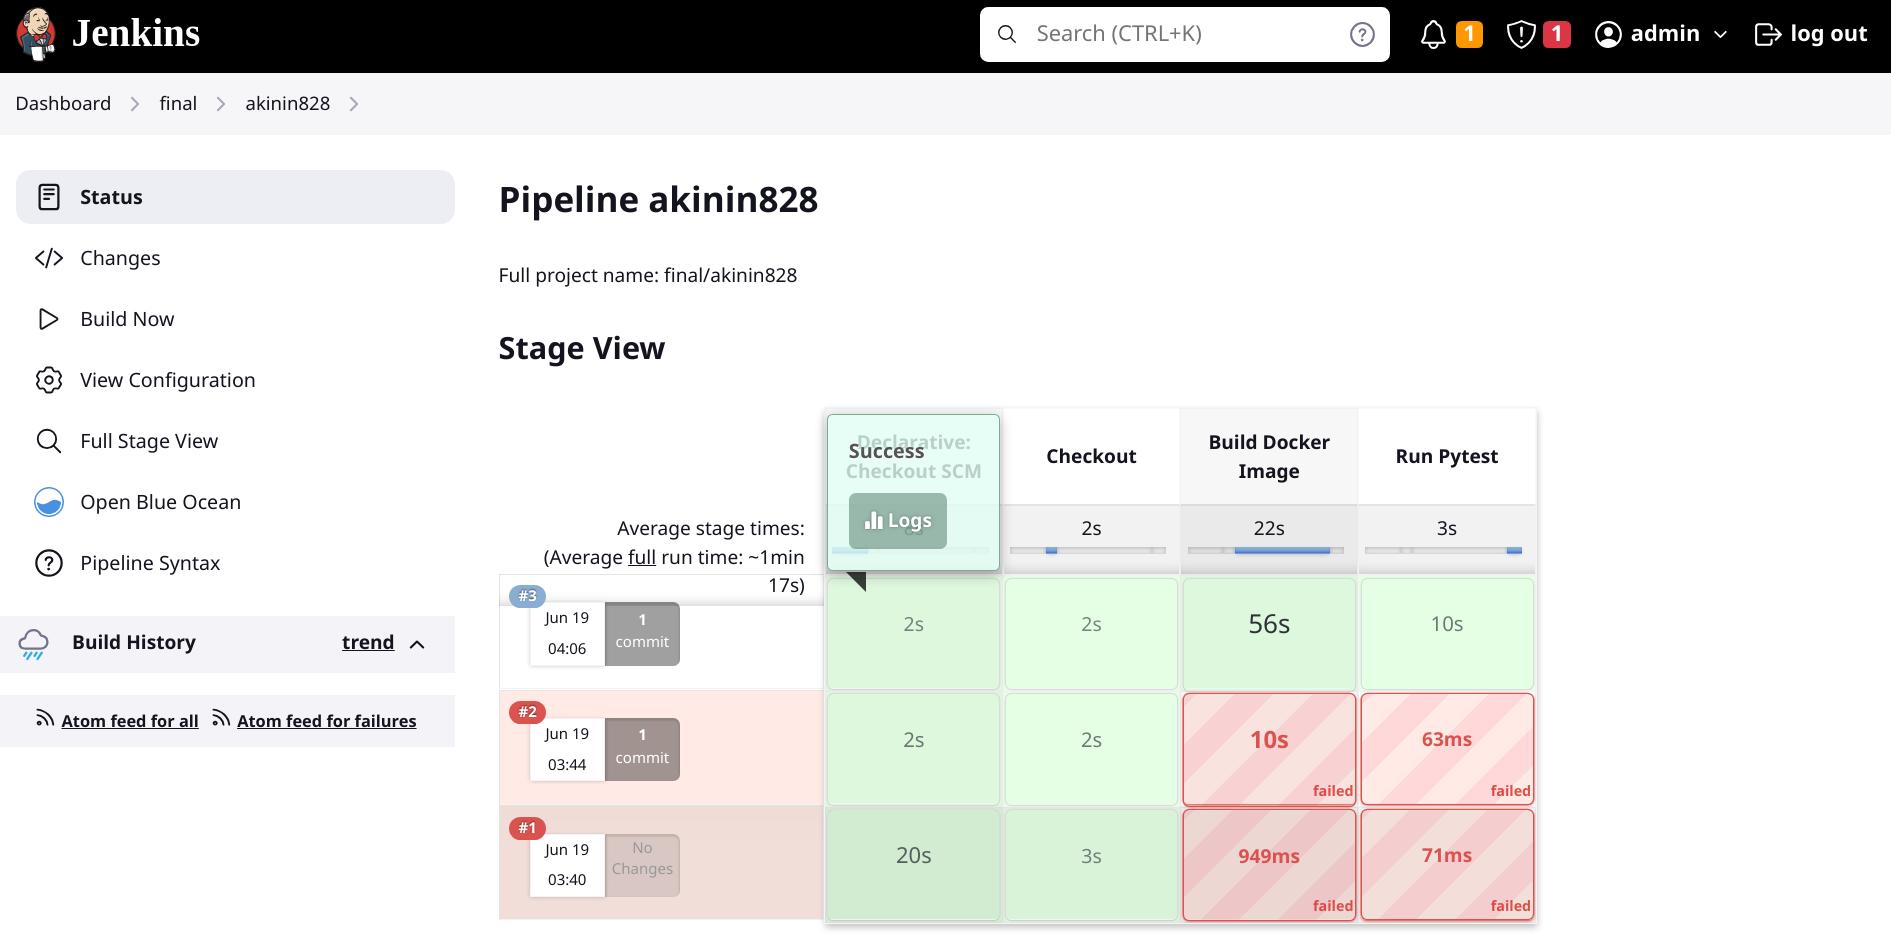 Jenkins
Search (CTRL+K)
1
1
admin
log out
Dashboard
final
akinin828
Status
Changes
Build Now
View Configuration
Full Stage View
Open Blue Ocean
Pipeline Syntax
Build History
trend
Atom feed for all
Atom feed for failures
Pipeline akinin828
Full project name: final/akinin828
Stage View
Declarative:
Checkout SCM
Success
Logs
Checkout
Build Docker
Image
Run Pytest
Average stage times:
(Average full run time: ~1min
17s)
2s
22s
3s
#3
Jun 19
04:06
1
commit
2s
2s
56s
10s
#2
Jun 19
03:44
1
commit
2s
2s
10s
failed
63ms
failed
#1
Jun 19
03:40
No
Changes
20s
3s
949ms
failed
71ms
failed